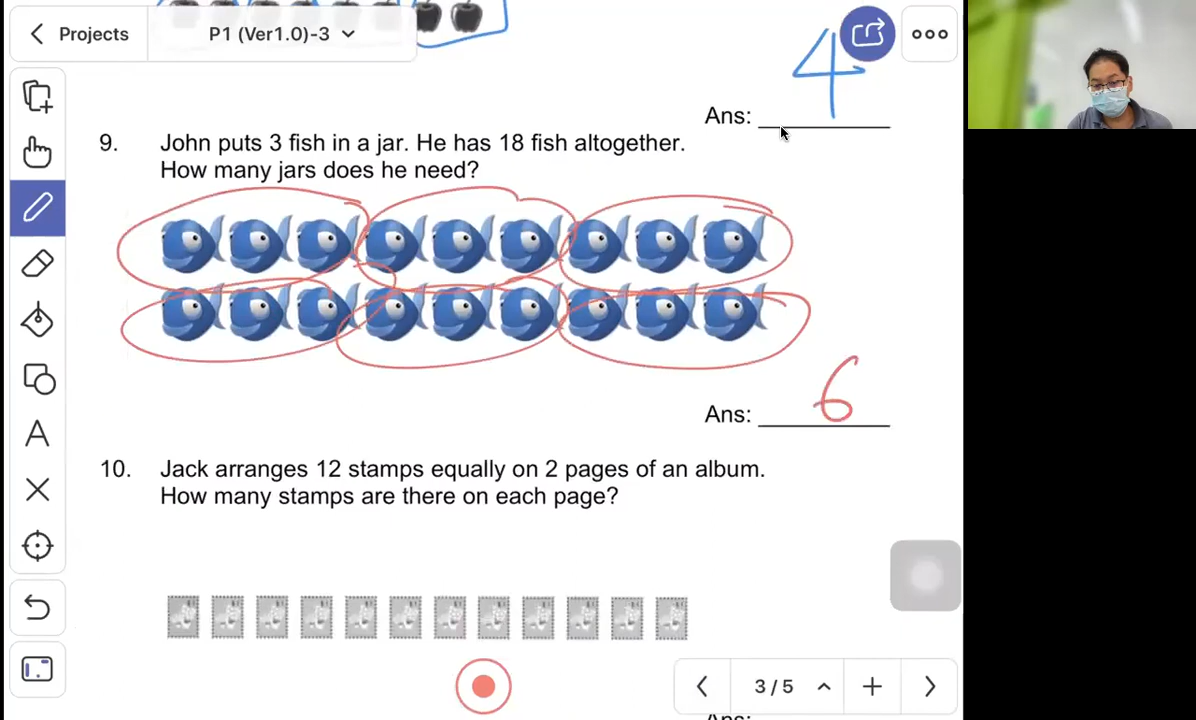 Projects
P1 (Ver1.0)-3
4
Ans:
9. John puts 3 fish in a jar. He has 18 fish altogether.
How many jars does he need?
Ans: 6
10. Jack arranges 12 stamps equally on 2 pages of an album.
How many stamps are there on each page?
A
3 / 5
Ans: